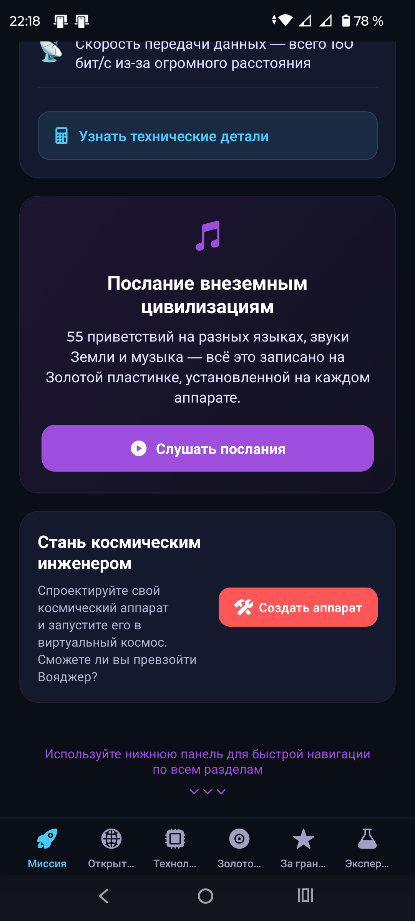 22:18
78 %
Скорость передачи данных — всего 160
бит/с из-за огромного расстояния
Узнать технические детали
Послание внеземным
цивилизациям
55 приветствий на разных языках, звуки
Земли и музыка — всё это записано на
Золотой пластинке, установленной на каждом
аппарате.
Слушать послания
Стань космическим
инженером
Спроектируйте свой
космический аппарат
и запустите его в
виртуальный космос.
Сможете ли вы превзойти
Вояджер?
Создать аппарат
Используйте нижнюю панель для быстрой навигации
по всем разделам
Миссия
Открыт...
Технол...
Золото...
За гран...
Экспер...